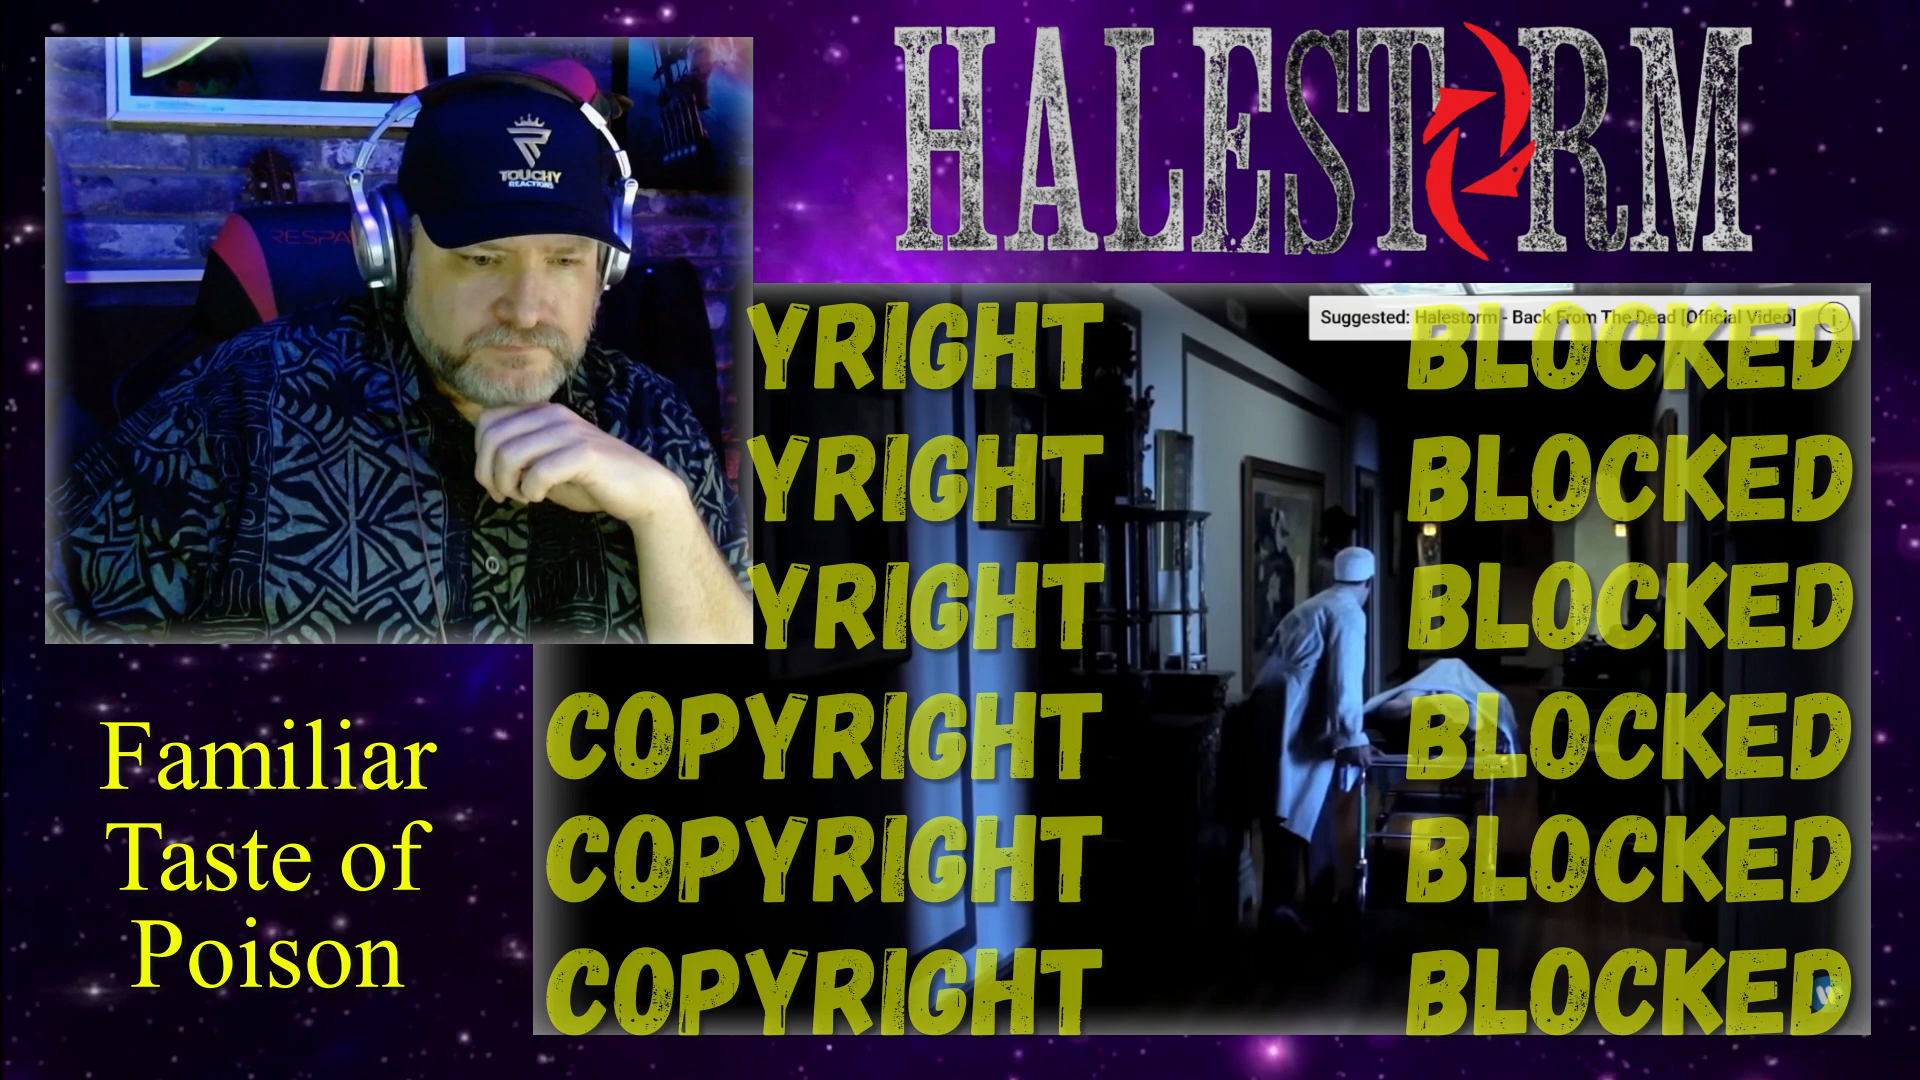 HALESTORM
TOUCHY
REACTIONS
RESPA
Suggested: Halestorm - Back From The Dead [Official Video]
YRIGHT BLOCKED
YRIGHT BLOCKED
YRIGHT BLOCKED
COPYRIGHT BLOCKED
COPYRIGHT BLOCKED
COPYRIGHT BLOCKED
Familiar
Taste of
Poison